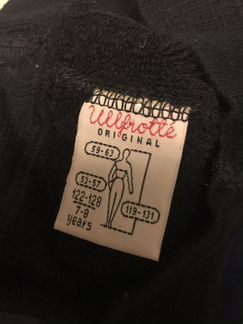 Ullfrotté
ORIGINAL
59-63
53-57
122-128
7-8
years
119-131